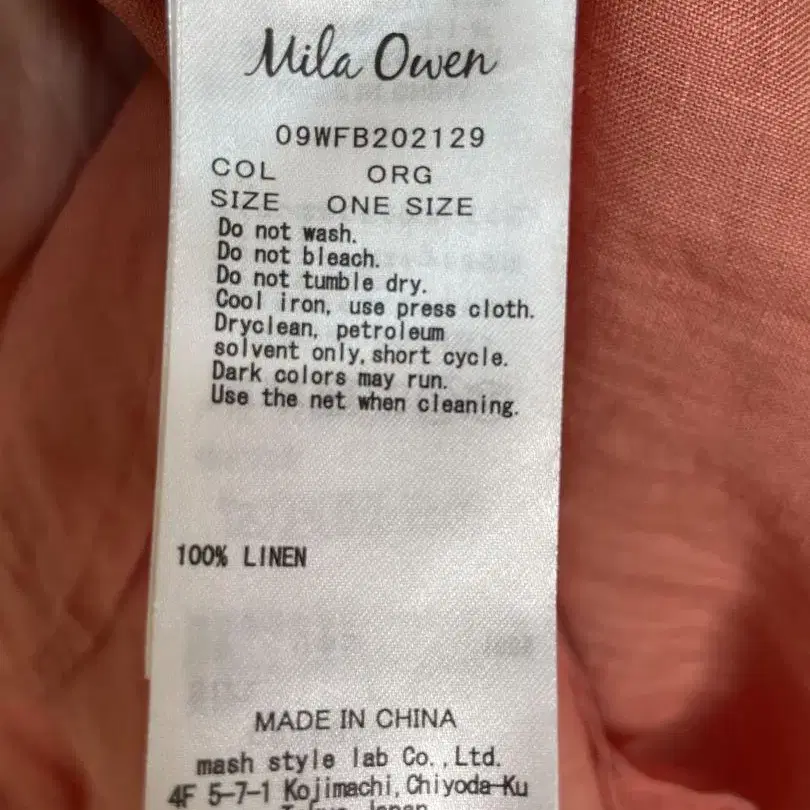 Mila Owen
09WFB202129
COL ORG
SIZE ONE SIZE
Do not wash.
Do not bleach.
Do not tumble dry.
Cool iron, use press cloth.
Dryclean, petroleum
solvent only, short cycle.
Dark colors may run.
Use the net when cleaning.
100% LINEN
MADE IN CHINA
mash style lab Co., Ltd.
4F 5-7-1 Kojimachi, Chiyoda-Ku